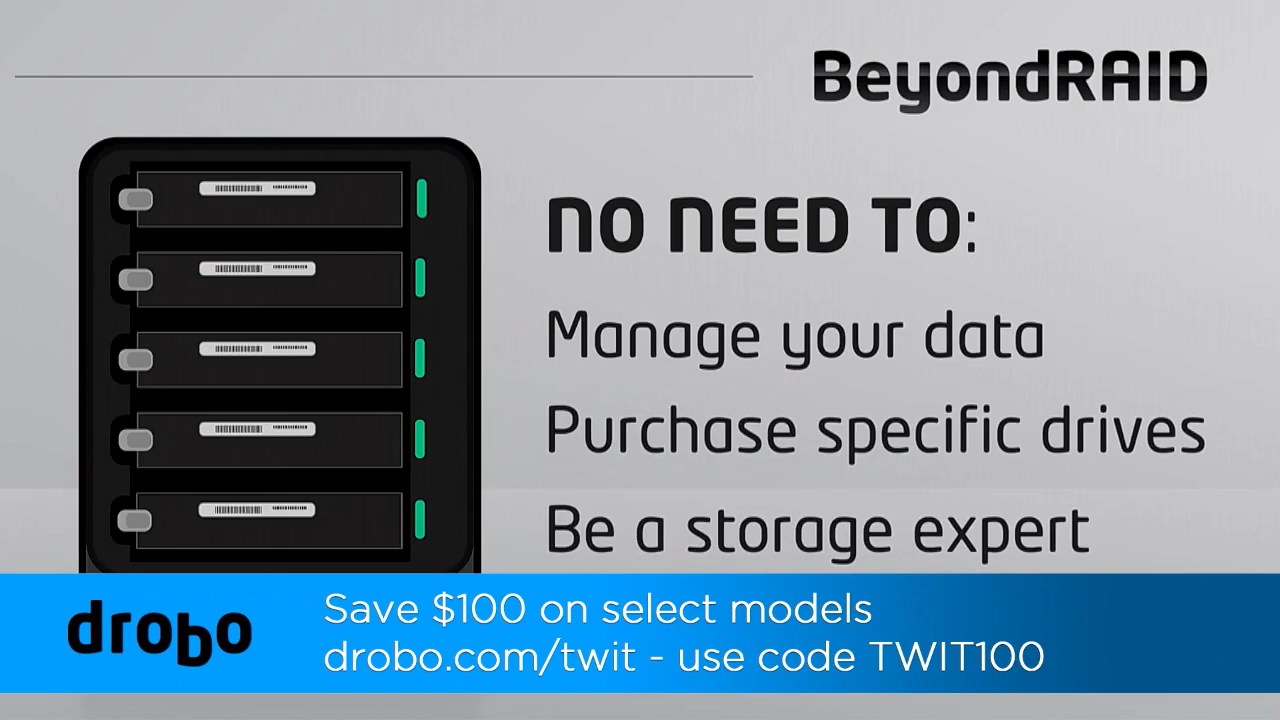 BeyondRAID
NO NEED TO:
Manage your data
Purchase specific drives
Be a storage expert
drobo
Save $100 on select models
drobo.com/twit - use code TWIT100